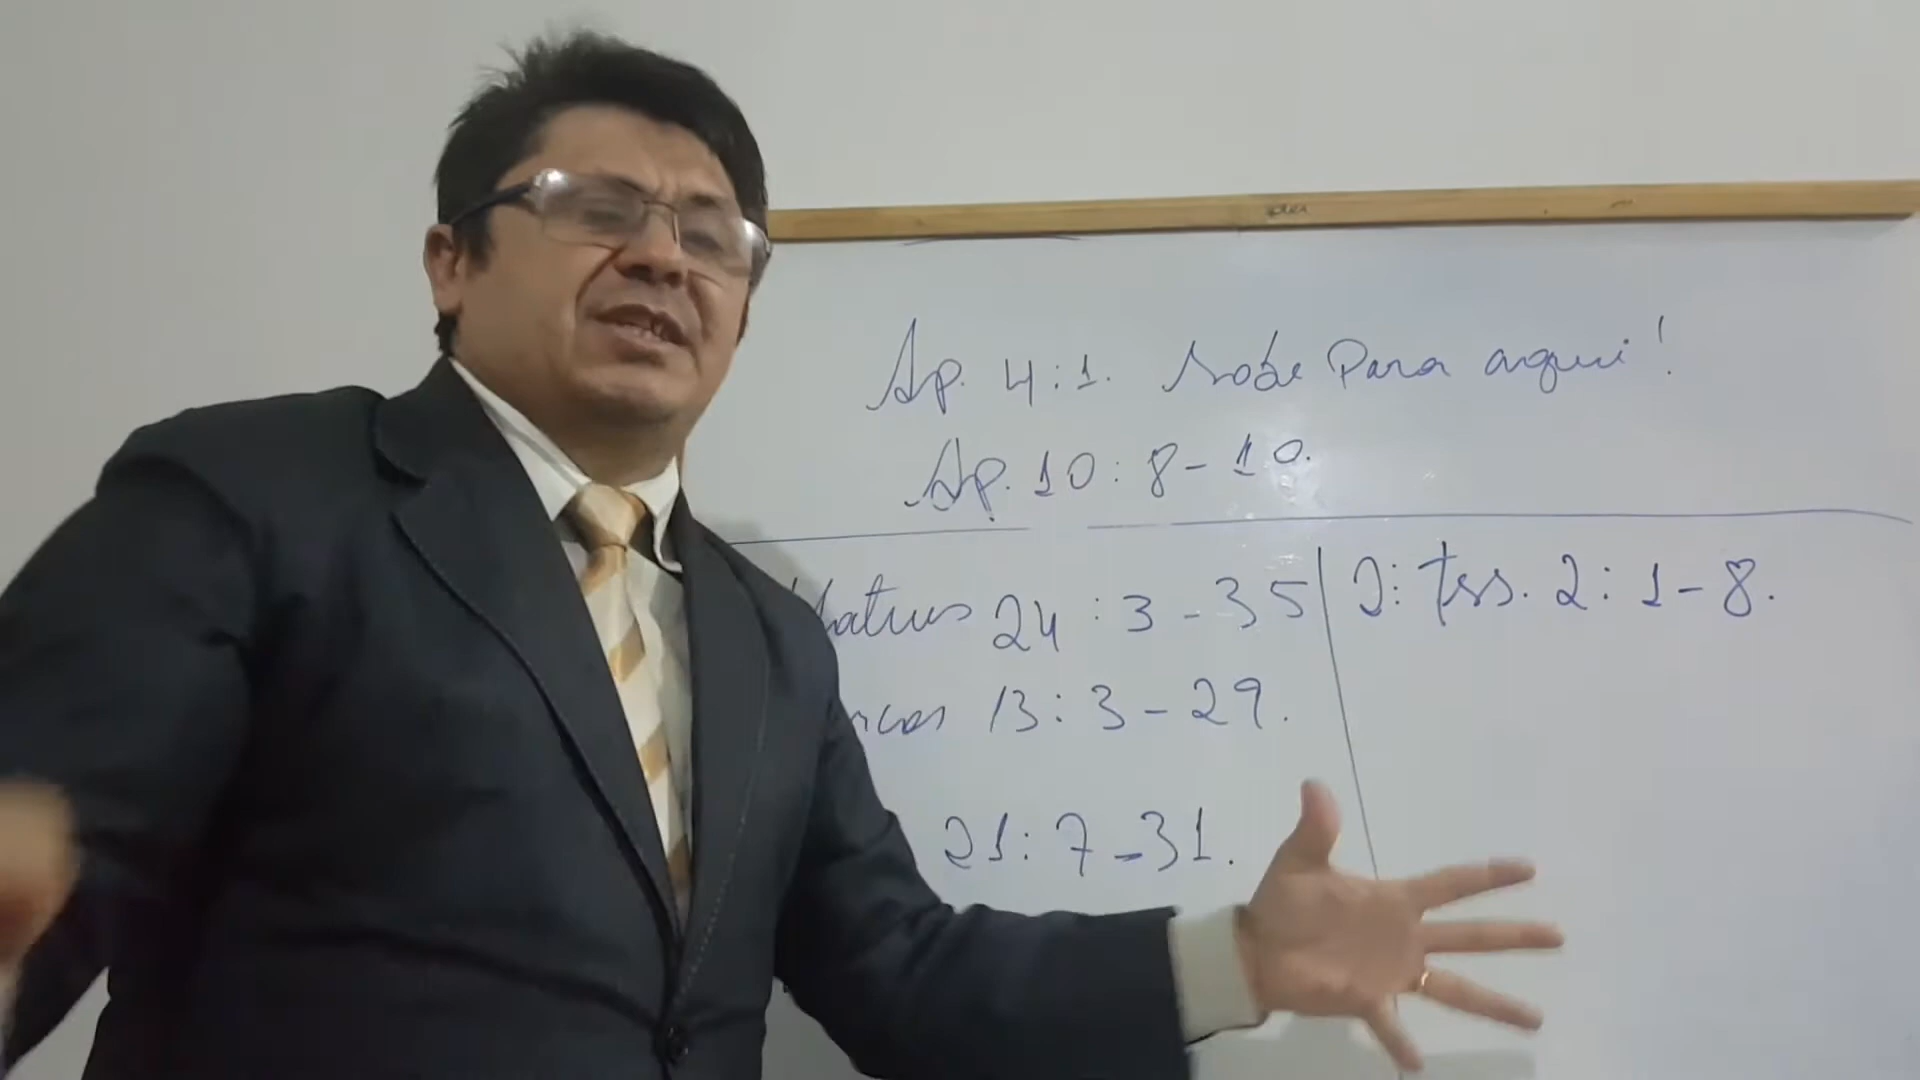 Ap. 4:1. Sobe Para aqui!
Ap. 10:8-10.
Mateus 24:3-35
2: Tss. 2:1-8.
13:3-29.
21:7-31.